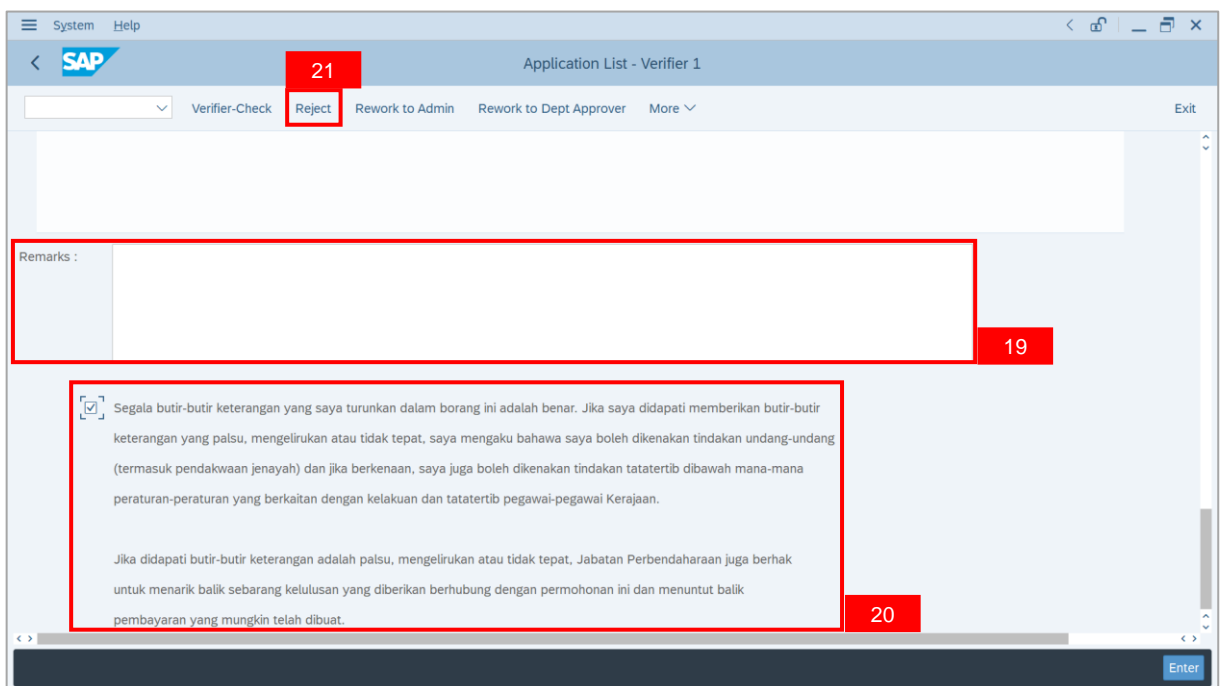 System Help
SAP
21
Application List - Verifier 1
Verifier-Check Reject Rework to Admin Rework to Dept Approver More
Exit
Remarks :
19
Segala butir-butir keterangan yang saya turunkan dalam borang ini adalah benar. Jika saya didapati memberikan butir-butir
keterangan yang palsu, mengelirukan atau tidak tepat, saya mengaku bahawa saya boleh dikenakan tindakan undang-undang
(termasuk pendakwaan jenayah) dan jika berkenaan, saya juga boleh dikenakan tindakan tatatertib dibawah mana-mana
peraturan-peraturan yang berkaitan dengan kelakuan dan tatatertib pegawai-pegawai Kerajaan.
Jika didapati butir-butir keterangan adalah palsu, mengelirukan atau tidak tepat, Jabatan Perbendaharaan juga berhak
untuk menarik balik sebarang kelulusan yang diberikan berhubung dengan permohonan ini dan menuntut balik
pembayaran yang mungkin telah dibuat.
20
Enter